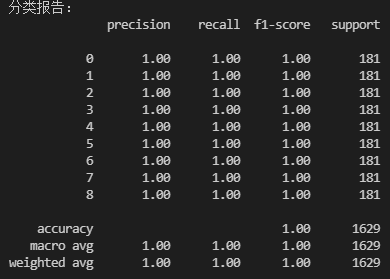 分类报告:
precision recall f1-score support
0 1.00 1.00 1.00 181
1 1.00 1.00 1.00 181
2 1.00 1.00 1.00 181
3 1.00 1.00 1.00 181
4 1.00 1.00 1.00 181
5 1.00 1.00 1.00 181
6 1.00 1.00 1.00 181
7 1.00 1.00 1.00 181
8 1.00 1.00 1.00 181
accuracy 1.00 1629
macro avg 1.00 1.00 1.00 1629
weighted avg 1.00 1.00 1.00 1629